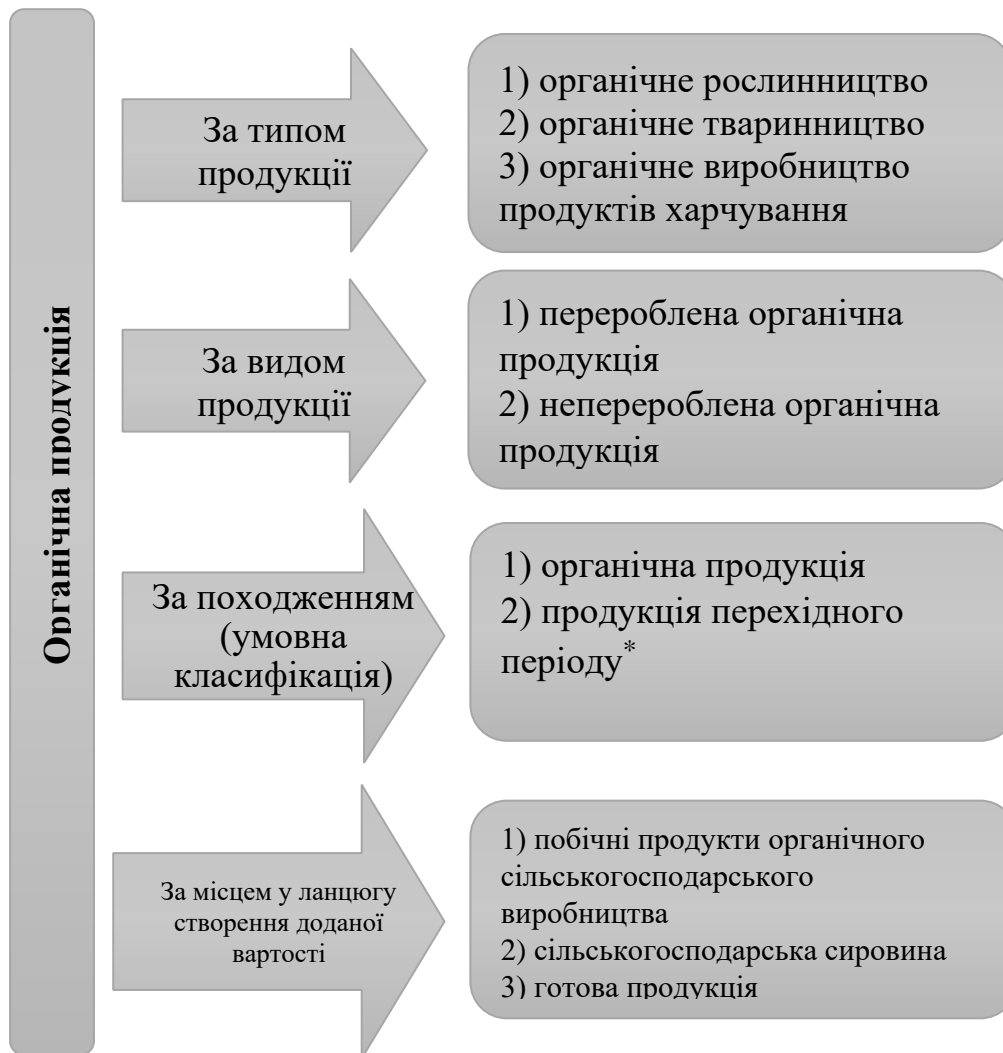 Органічна продукція
За типом
продукції
1) органічне рослинництво
2) органічне тваринництво
3) органічне виробництво
продуктів харчування
За видом
продукції
1) перероблена органічна
продукція
2) неперероблена органічна
продукція
За походженням
(умовна
класифікація)
1) органічна продукція
2) продукція перехідного
періоду*
За місцем у ланцюгу
створення доданої
вартості
1) побічні продукти органічного
сільськогосподарського
виробництва
2) сільськогосподарська сировина
3) готова продукція